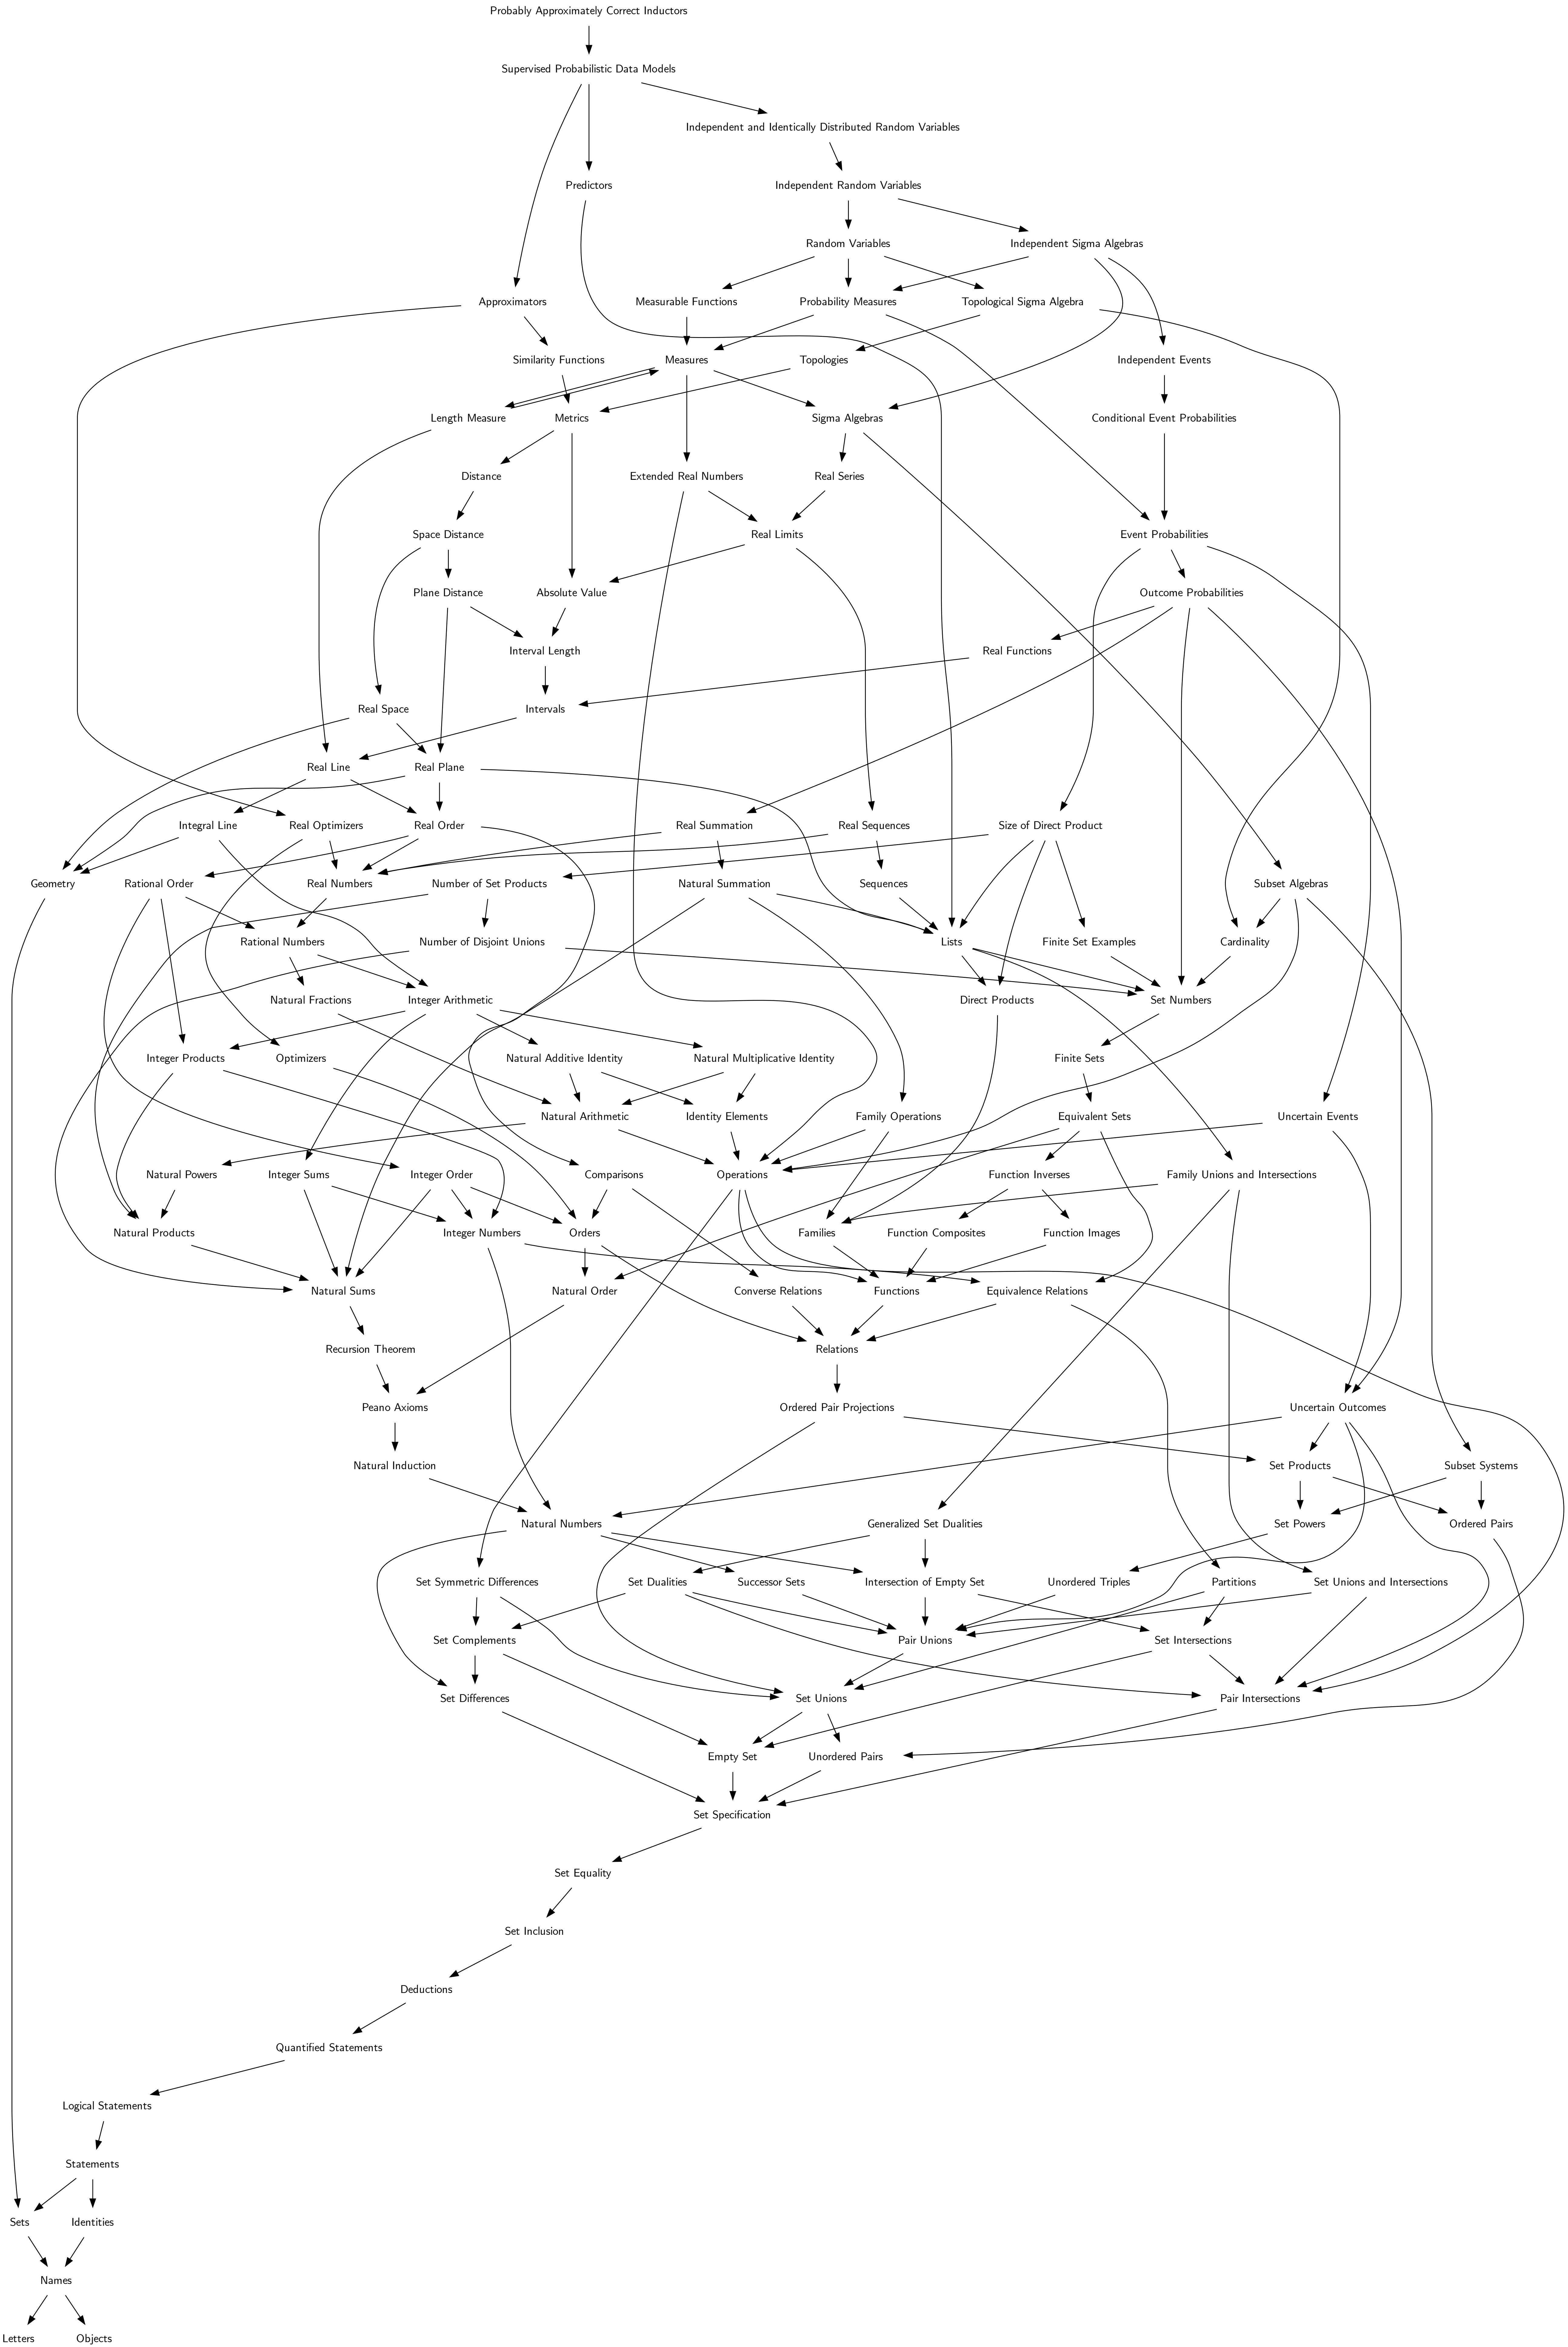 Probably Approximately Correct Inductors
Supervised Probabilistic Data Models
Independent and Identically Distributed Random Variables
Predictors
Independent Random Variables
Random Variables
Independent Sigma Algebras
Approximators
Measurable Functions
Probability Measures
Topological Sigma Algebra
Similarity Functions
Measures
Topologies
Independent Events
Length Measure
Metrics
Sigma Algebras
Conditional Event Probabilities
Distance
Extended Real Numbers
Real Series
Space Distance
Real Limits
Event Probabilities
Plane Distance
Absolute Value
Outcome Probabilities
Interval Length
Real Functions
Real Space
Intervals
Real Line
Real Plane
Integral Line
Real Optimizers
Real Order
Real Summation
Real Sequences
Size of Direct Product
Geometry
Rational Order
Real Numbers
Number of Set Products
Natural Summation
Sequences
Subset Algebras
Rational Numbers
Number of Disjoint Unions
Lists
Finite Set Examples
Cardinality
Natural Fractions
Integer Arithmetic
Direct Products
Set Numbers
Integer Products
Optimizers
Natural Additive Identity
Natural Multiplicative Identity
Finite Sets
Natural Arithmetic
Identity Elements
Family Operations
Equivalent Sets
Uncertain Events
Natural Powers
Integer Sums
Integer Order
Comparisons
Operations
Function Inverses
Family Unions and Intersections
Natural Products
Integer Numbers
Orders
Families
Function Composites
Function Images
Natural Sums
Natural Order
Converse Relations
Functions
Equivalence Relations
Recursion Theorem
Relations
Peano Axioms
Ordered Pair Projections
Uncertain Outcomes
Natural Induction
Set Products
Subset Systems
Natural Numbers
Generalized Set Dualities
Set Powers
Ordered Pairs
Set Symmetric Differences
Set Dualities
Successor Sets
Intersection of Empty Set
Unordered Triples
Partitions
Set Unions and Intersections
Set Complements
Pair Unions
Set Intersections
Set Differences
Set Unions
Pair Intersections
Empty Set
Unordered Pairs
Set Specification
Set Equality
Set Inclusion
Deductions
Quantified Statements
Logical Statements
Statements
Sets
Identities
Names
Letters
Objects